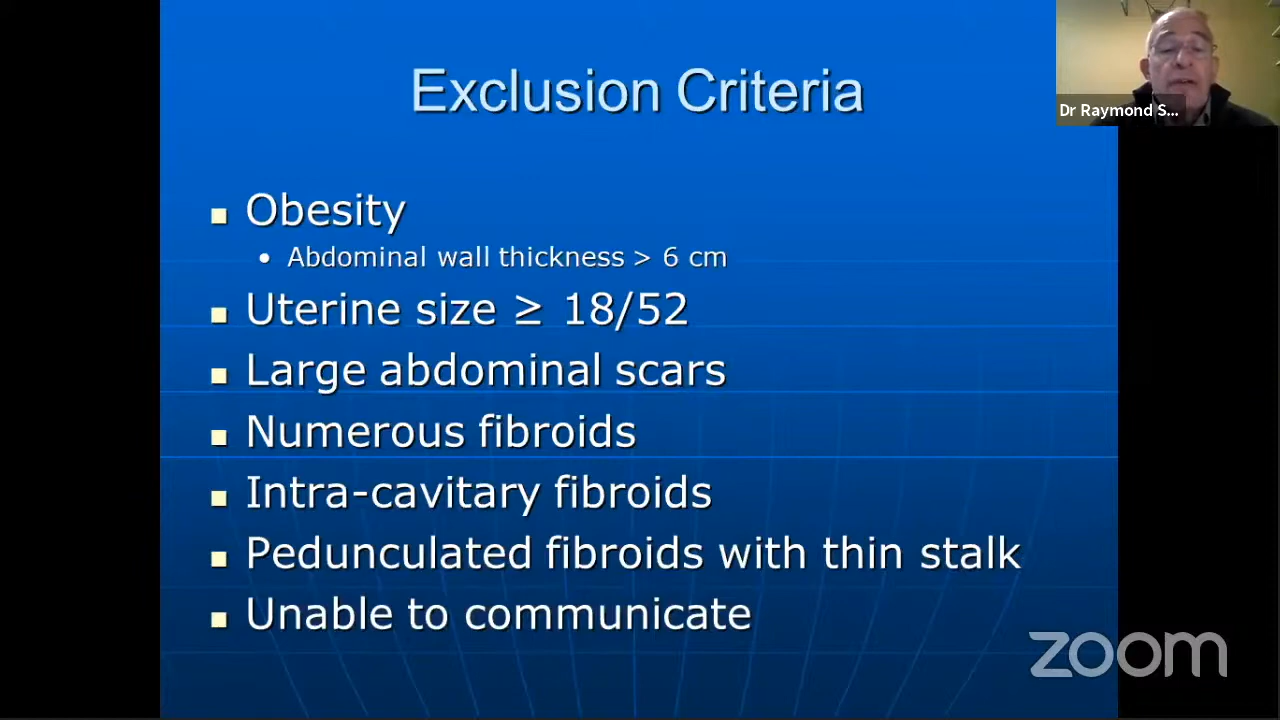 Exclusion Criteria
Dr Raymond S...
Obesity
Abdominal wall thickness > 6 cm
Uterine size ≥ 18/52
Large abdominal scars
Numerous fibroids
Intra-cavitary fibroids
Pedunculated fibroids with thin stalk
Unable to communicate
zoom